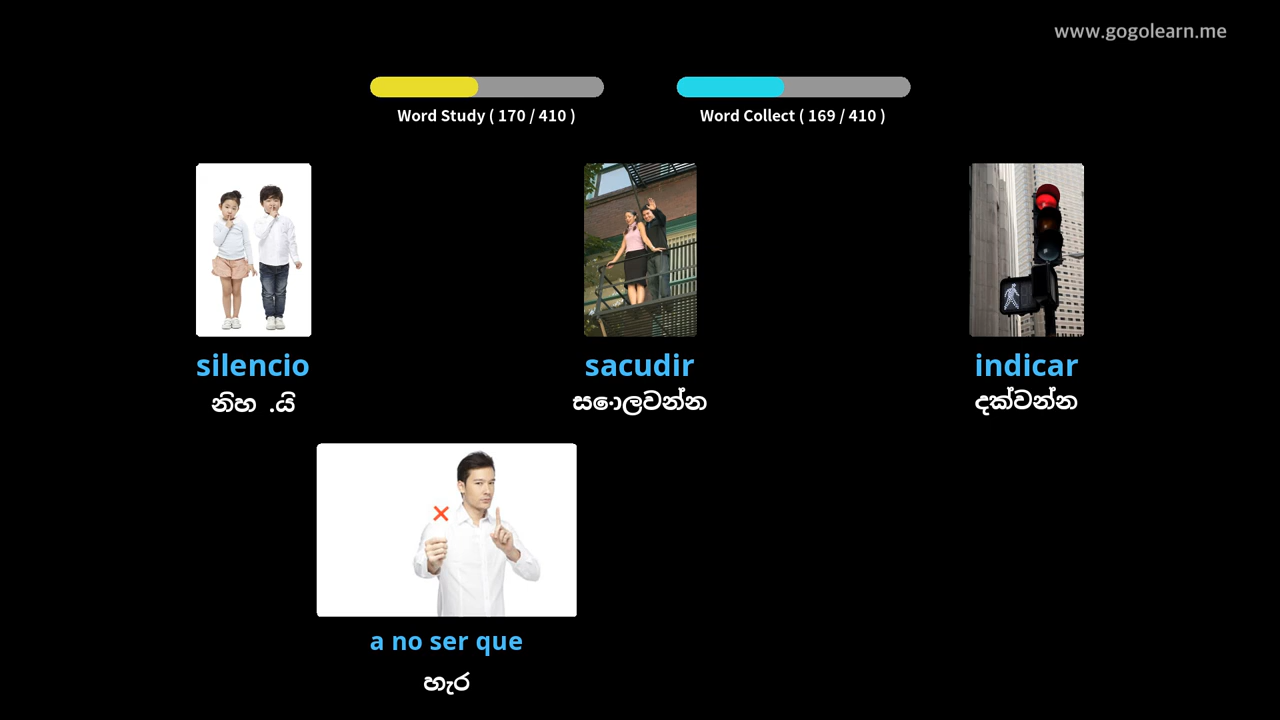 www.gogolearn.me
Word Study ( 170 / 410 )
Word Collect ( 169 / 410 )
silencio
sacudir
indicar
නිහ .යි
සොලවන්න
දක්වන්න
a no ser que
හැර